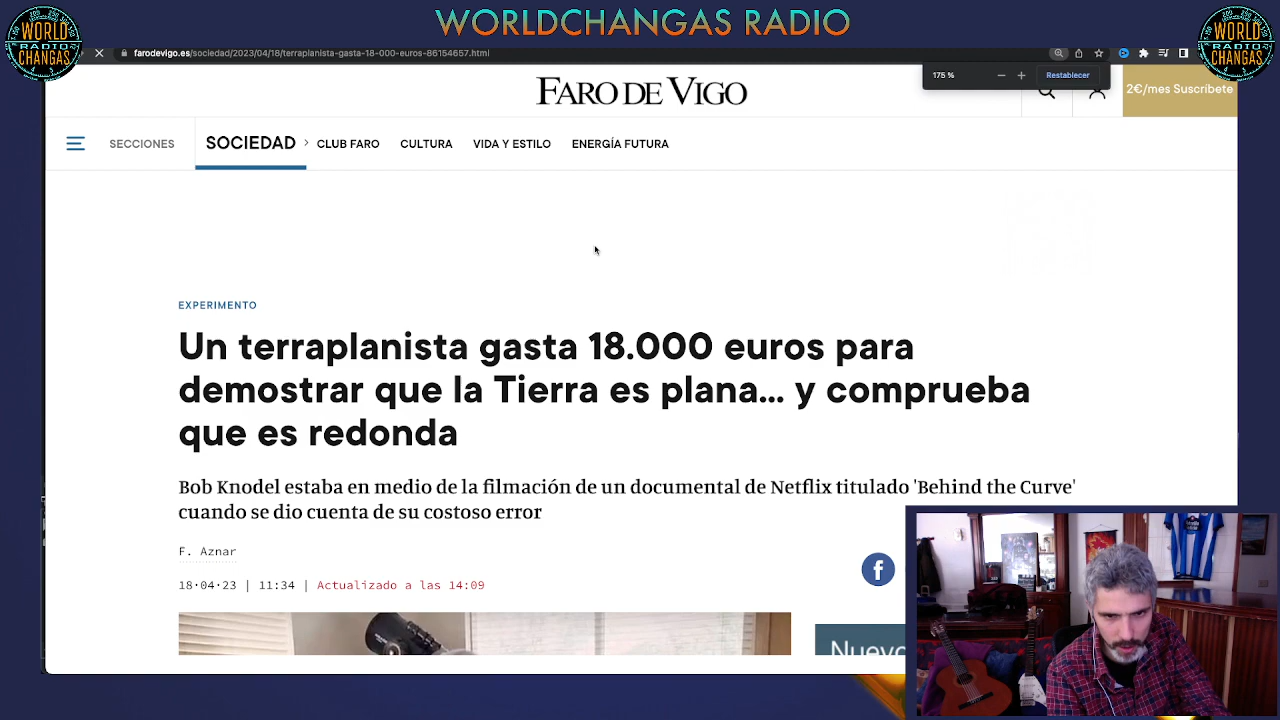 WORLDCHANGAS RADIO
WORLD
RADIO
CHANGAS
WORLD
RADIO
CHANGAS
farodevigo.es/sociedad/2023/04/18/terraplanista-gasta-18-000-euros-86154657.html
175 %
Restablecer
FARO DE VIGO
2€/mes Suscríbete
SECCIONES
SOCIEDAD
CLUB FARO
CULTURA
VIDA Y ESTILO
ENERGÍA FUTURA
EXPERIMENTO
Un terraplanista gasta 18.000 euros para
demostrar que la Tierra es plana... y comprueba
que es redonda
Bob Knodel estaba en medio de la filmación de un documental de Netflix titulado 'Behind the Curve'
cuando se dio cuenta de su costoso error
F. Aznar
18·04·23 | 11:34 | Actualizado a las 14:09
Nuevo